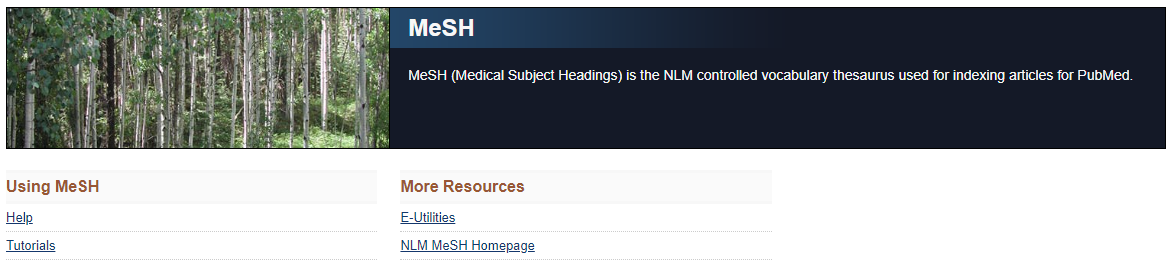 MeSH
MeSH (Medical Subject Headings) is the NLM controlled vocabulary thesaurus used for indexing articles for PubMed.
Using MeSH
Help
Tutorials
More Resources
E-Utilities
NLM MeSH Homepage